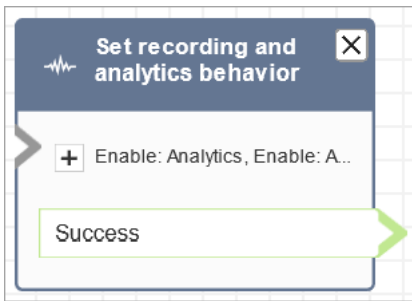 Set recording and
analytics behavior
Enable: Analytics, Enable: A...
Success